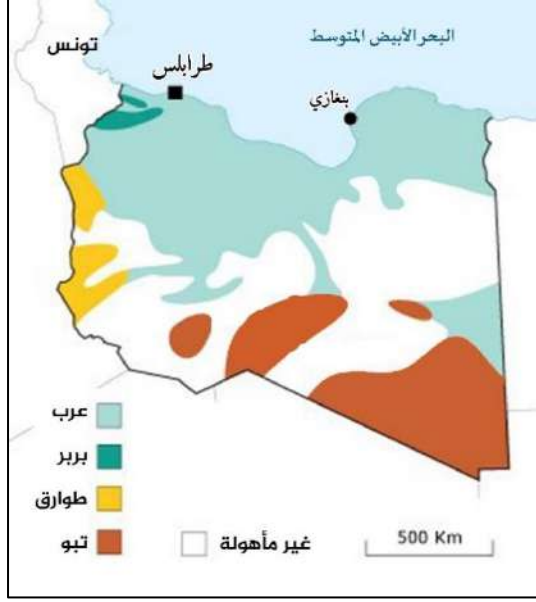 البحر الأبيض المتوسط
تونس
طرابلس
بنغازي
عرب
بربر
طوارق
تبو
غير مأهولة
500 Km